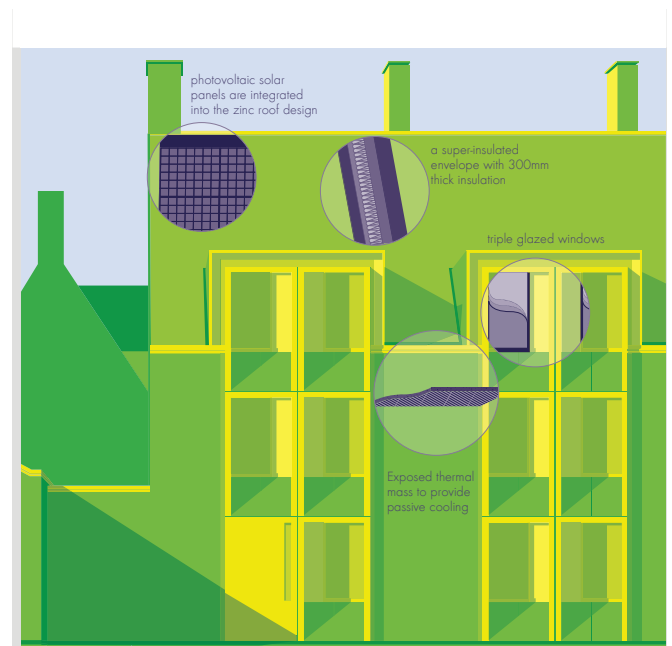 photovoltaic solar
panels are integrated
into the zinc roof design
a super-insulated
envelope with 300mm
thick insulation
triple glazed windows
Exposed thermal
mass to provide
passive cooling